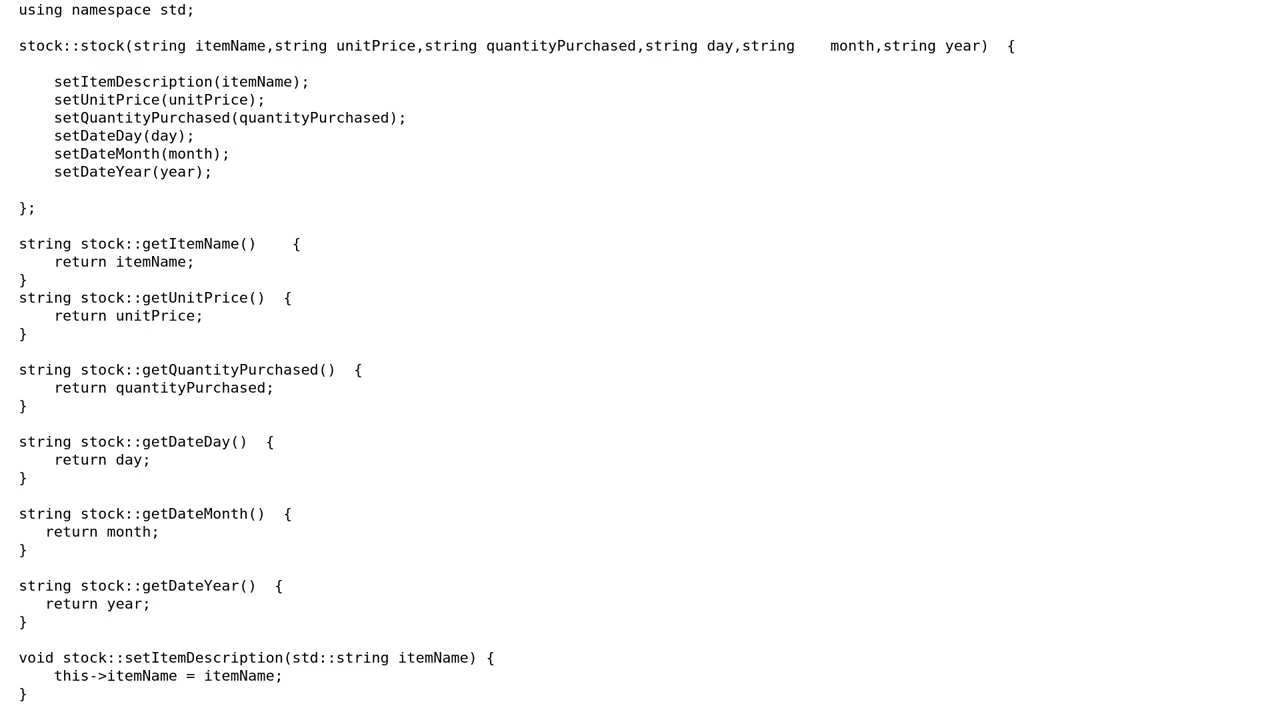 using namespace std;

stock::stock(string itemName,string unitPrice,string quantityPurchased,string day,string    month,string year)  {

    setItemDescription(itemName);
    setUnitPrice(unitPrice);
    setQuantityPurchased(quantityPurchased);
    setDateDay(day);
    setDateMonth(month);
    setDateYear(year);

};

string stock::getItemName()    {
    return itemName;
}
string stock::getUnitPrice()  {
    return unitPrice;
}

string stock::getQuantityPurchased()  {
    return quantityPurchased;
}

string stock::getDateDay()  {
    return day;
}

string stock::getDateMonth()  {
   return month;
}

string stock::getDateYear()  {
   return year;
}

void stock::setItemDescription(std::string itemName) {
    this->itemName = itemName;
}